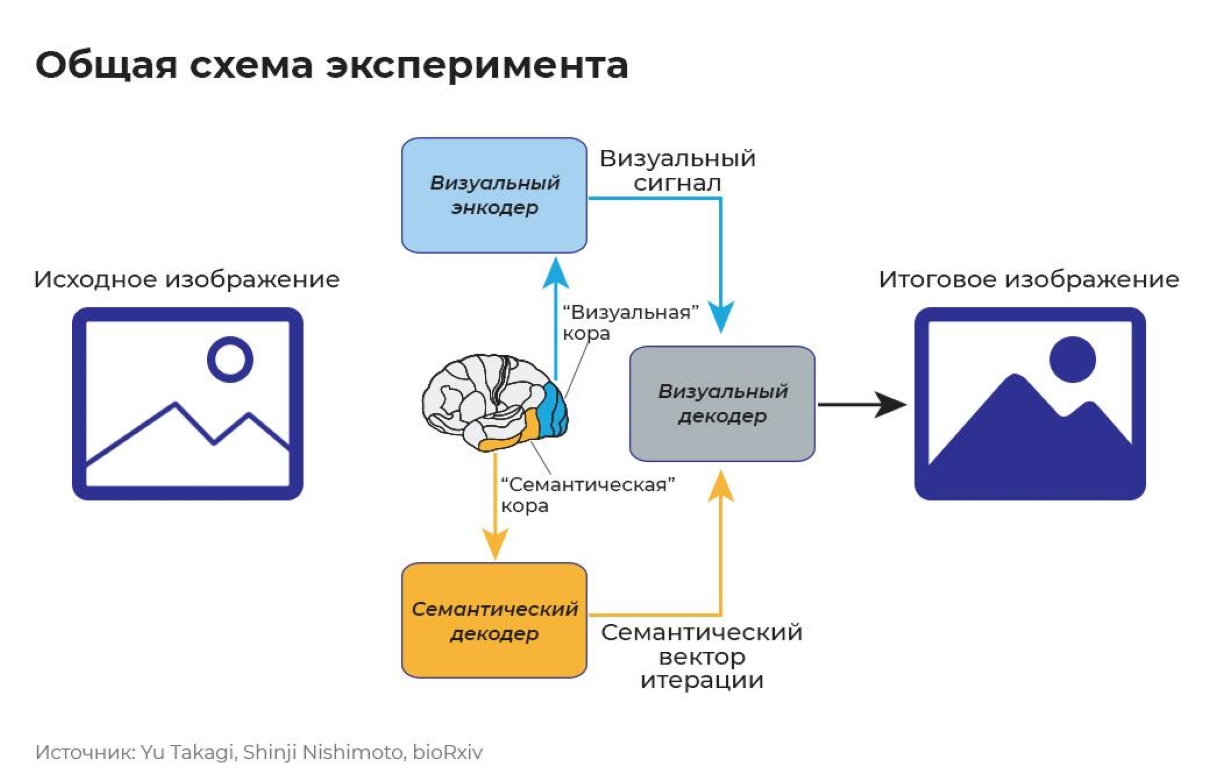 Общая схема эксперимента
Визуальный
энкодер
Визуальный
сигнал
Исходное изображение
Итоговое изображение
“Визуальная”
кора
Визуальный
декодер
“Семантическая”
кора
Семантический
декодер
Семантический
вектор
итерации
Источник: Yu Takagi, Shinji Nishimoto, bioRxiv